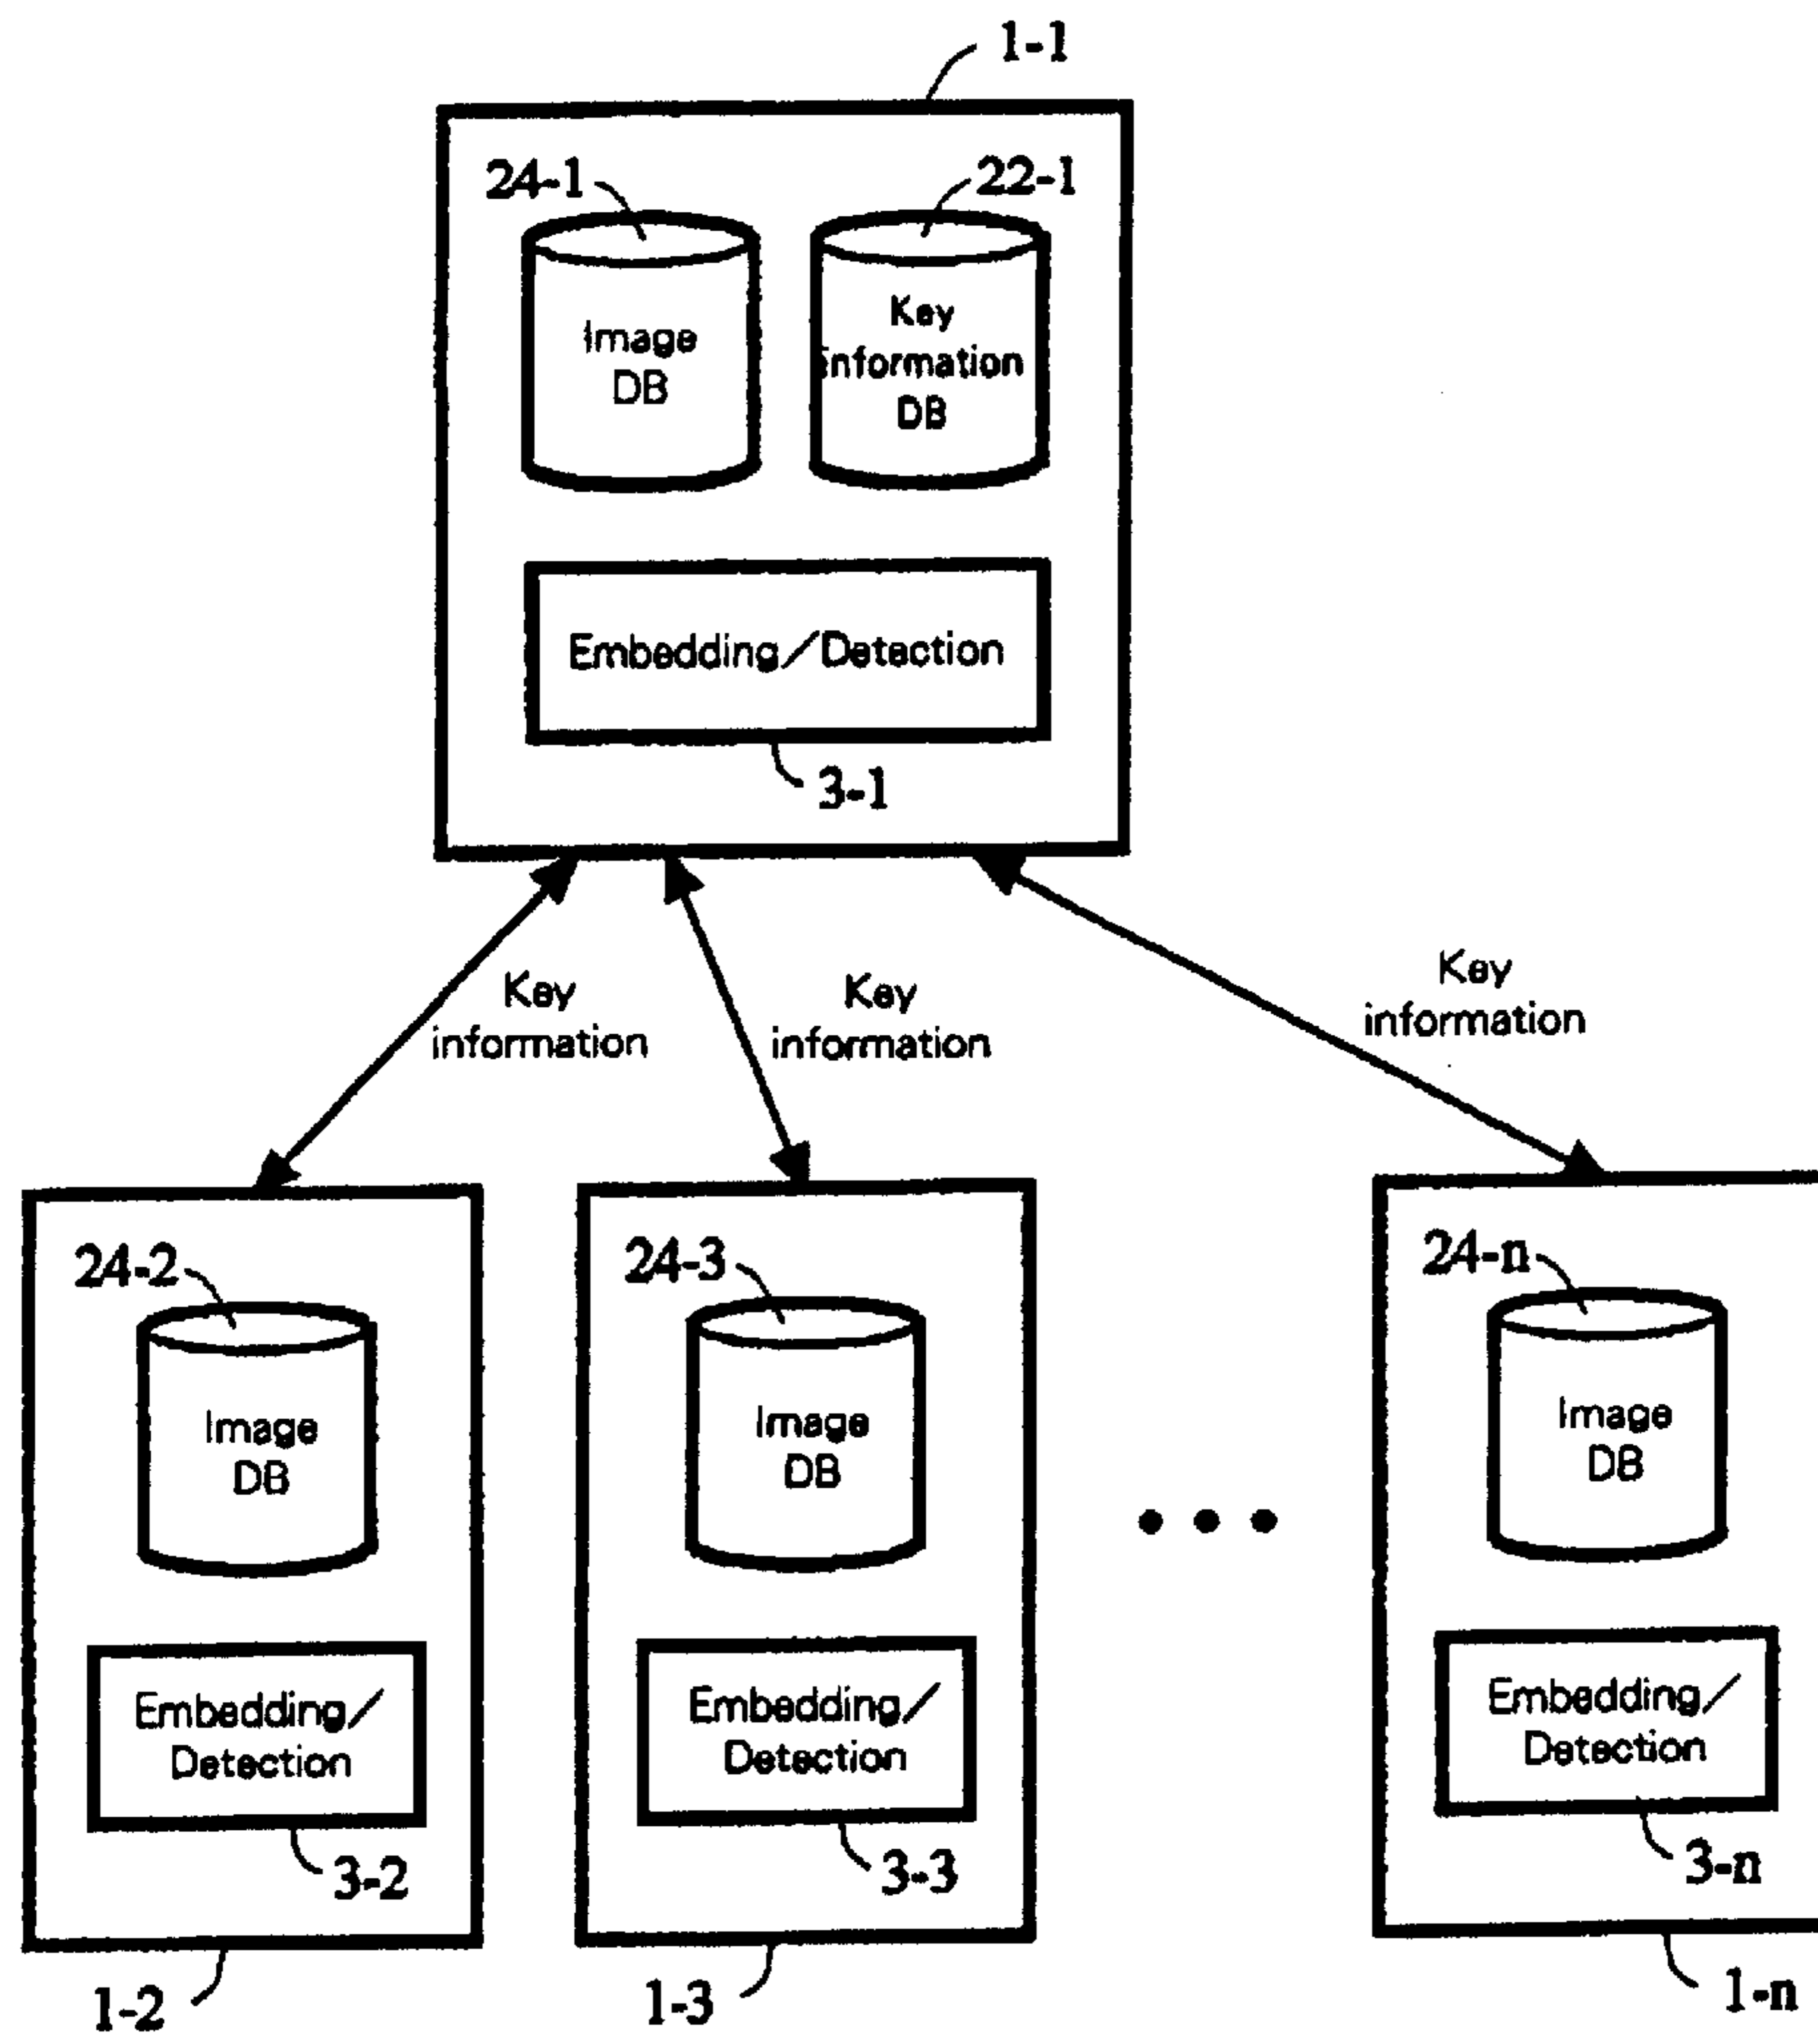 1-1
24-1
22-1
Image
DB
Key
information
DB
Embedding/Detection
3-1
Key
information
Key
information
Key
information
24-2
24-3
24-n
Image
DB
Image
DB
Image
DB
Embedding/
Detection
Embedding/
Detection
Embedding/
Detection
3-2
3-3
3-n
1-2
1-3
1-n